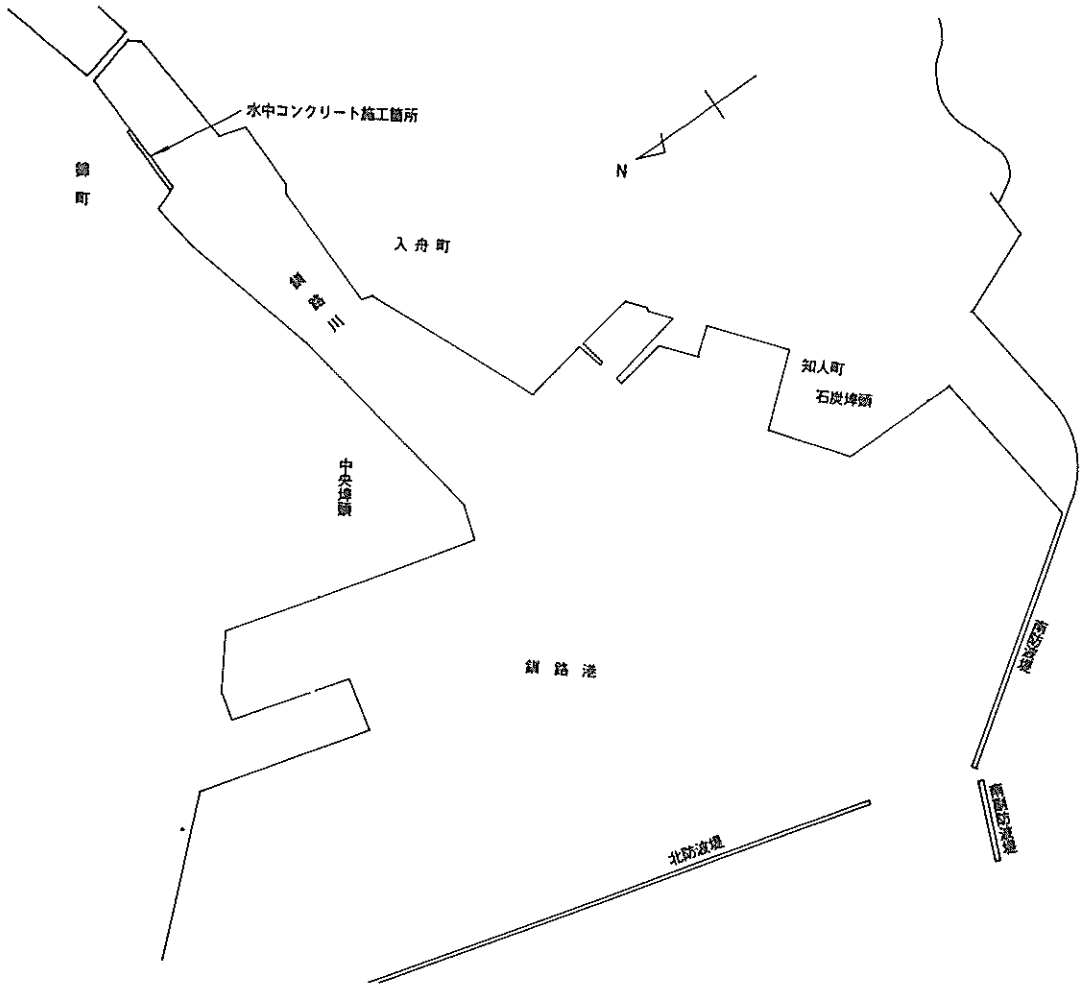 水中コンクリート施工箇所
錦町
N
入舟町
釧路川
知人町
石炭埠頭
中央埠頭
釧路港
南防波堤
南副防波堤
北防波堤